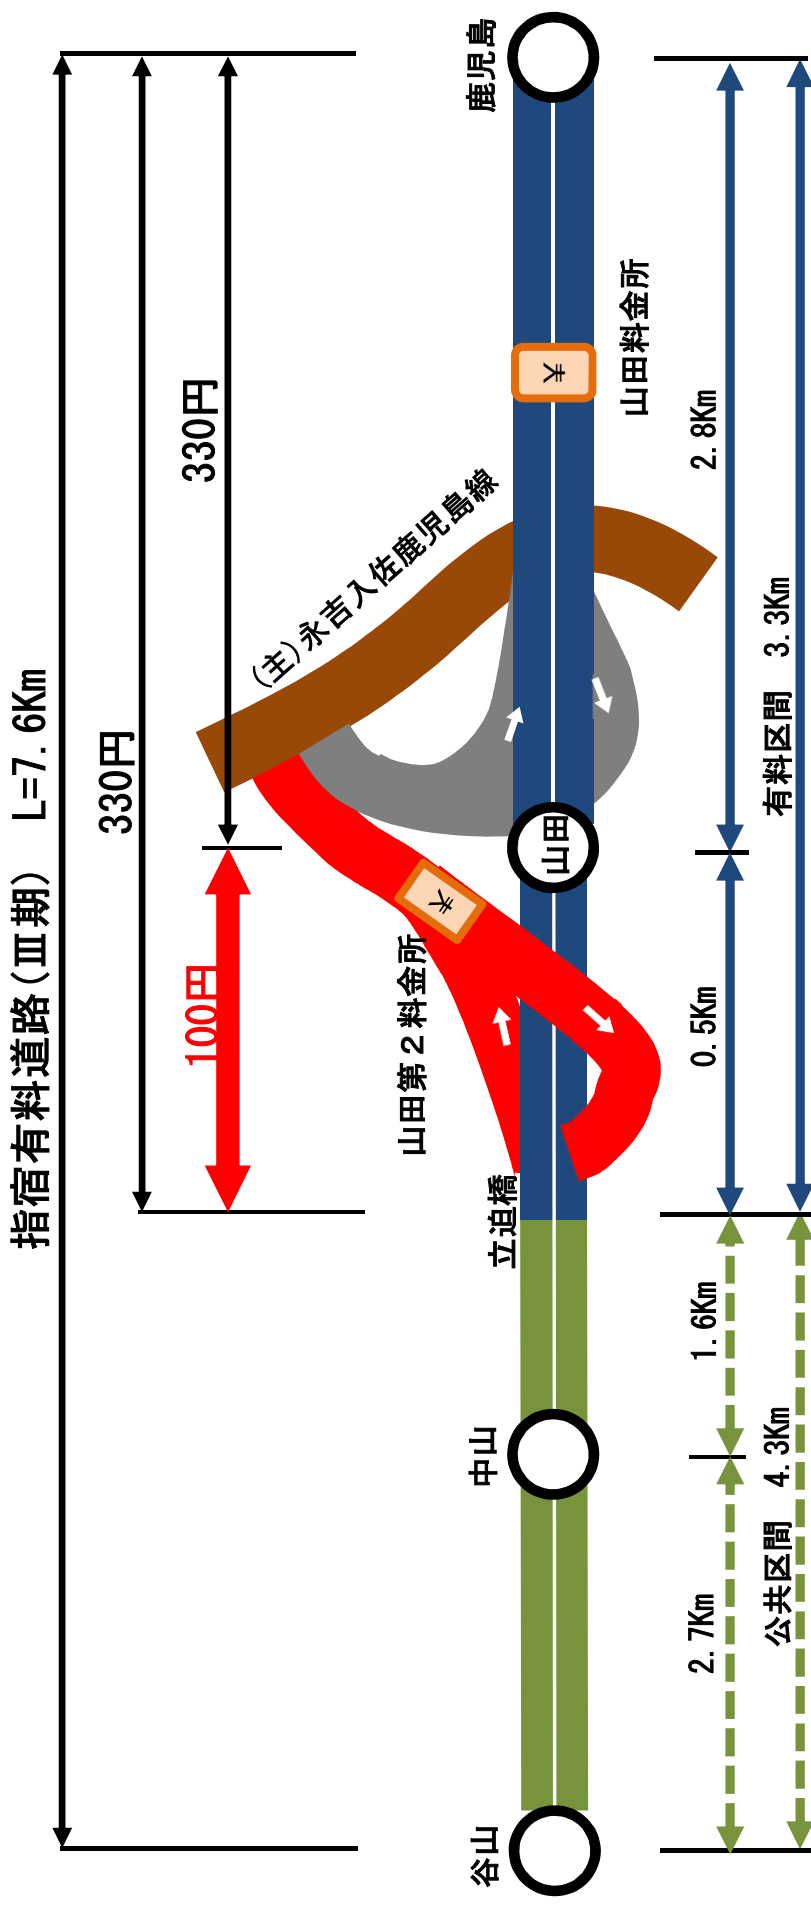 指宿有料道路(Ⅲ期) L=7.6Km
330円
330円
100円
(主)永吉入佐鹿児島線
鹿児島
山田料金所
山田
山田第２料金所
立迫橋
中山
谷山
2.8Km
0.5Km
1.6Km
2.7Km
有料区間 3.3Km
公共区間 4.3Km